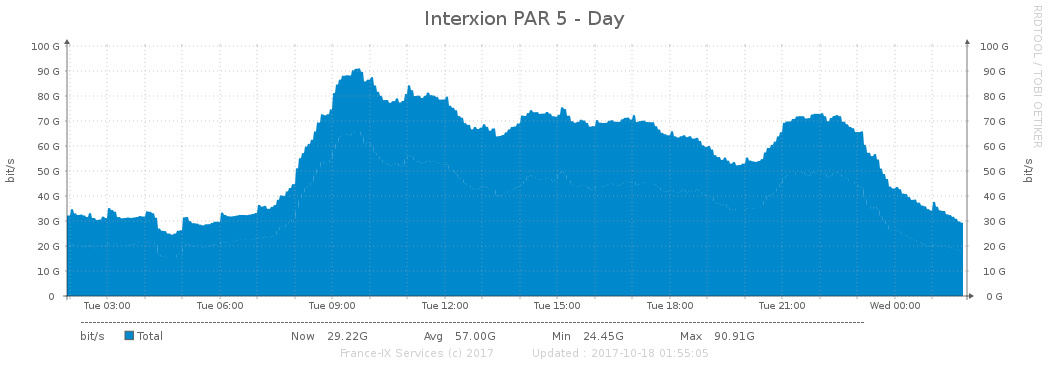 Interxion PAR 5 - Day
RRDTOOL / TOBI OETIKER
100 G 100 G
90 G 90 G
80 G 80 G
70 G 70 G
60 G 60 G
50 G 50 G
40 G 40 G
30 G 30 G
20 G 20 G
10 G 10 G
0 0 G
bit/s bit/s
Tue 03:00 Tue 06:00 Tue 09:00 Tue 12:00 Tue 15:00 Tue 18:00 Tue 21:00 Wed 00:00
bit/s Total Now 29.22G Avg 57.00G Min 24.45G Max 90.91G
France-IX Services (c) 2017 Updated : 2017-10-18 01:55:05